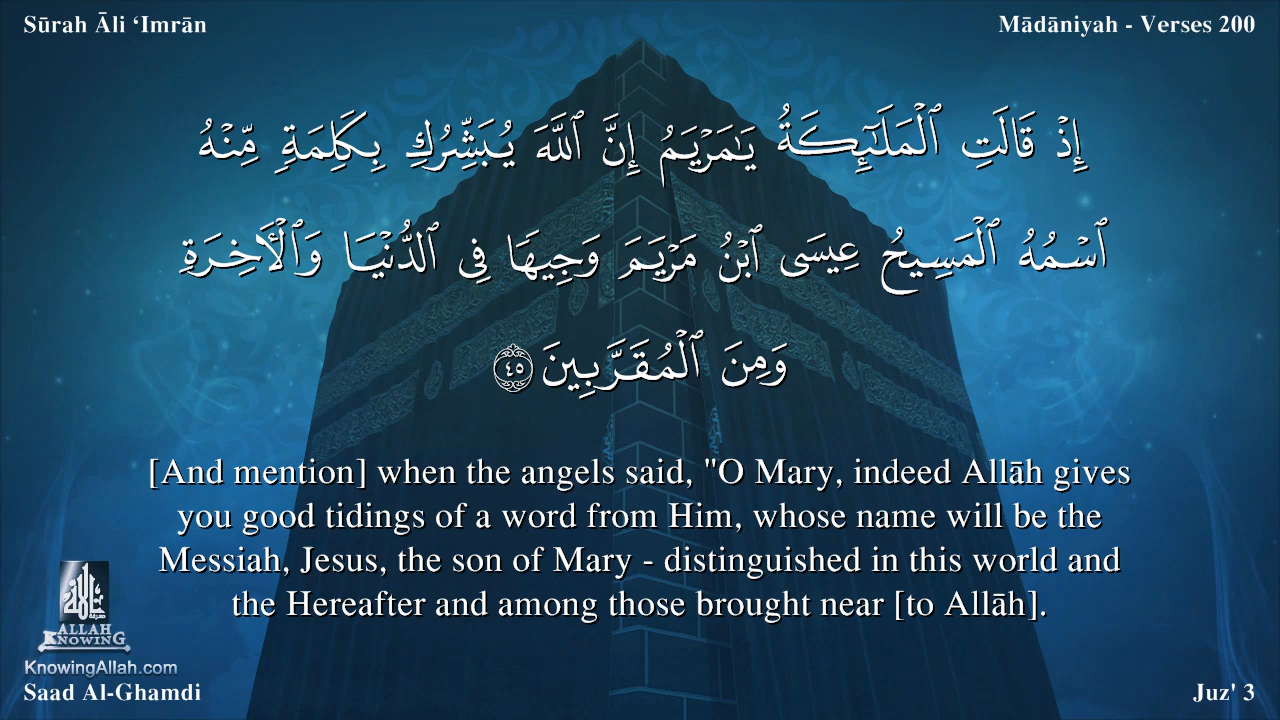 Sūrah Āli ‘Imrān
Mādāniyah - Verses 200
إِذْ قَالَتِ ٱلْمَلَـٰٓئِكَةُ يَـٰمَرْيَمُ إِنَّ ٱللَّهَ يُبَشِّرُكِ بِكَلِمَةٍ مِّنْهُ
ٱسْمُهُ ٱلْمَسِيحُ عِيسَى ٱبْنُ مَرْيَمَ وَجِيهًا فِى ٱلدُّنْيَا وَٱلْـَٔاخِرَةِ
وَمِنَ ٱلْمُقَرَّبِينَ ٤٥
[And mention] when the angels said, "O Mary, indeed Allāh gives
you good tidings of a word from Him, whose name will be the
Messiah, Jesus, the son of Mary - distinguished in this world and
the Hereafter and among those brought near [to Allāh].
ALLAH
KNOWING
KnowingAllah.com
Saad Al-Ghamdi
Juz' 3